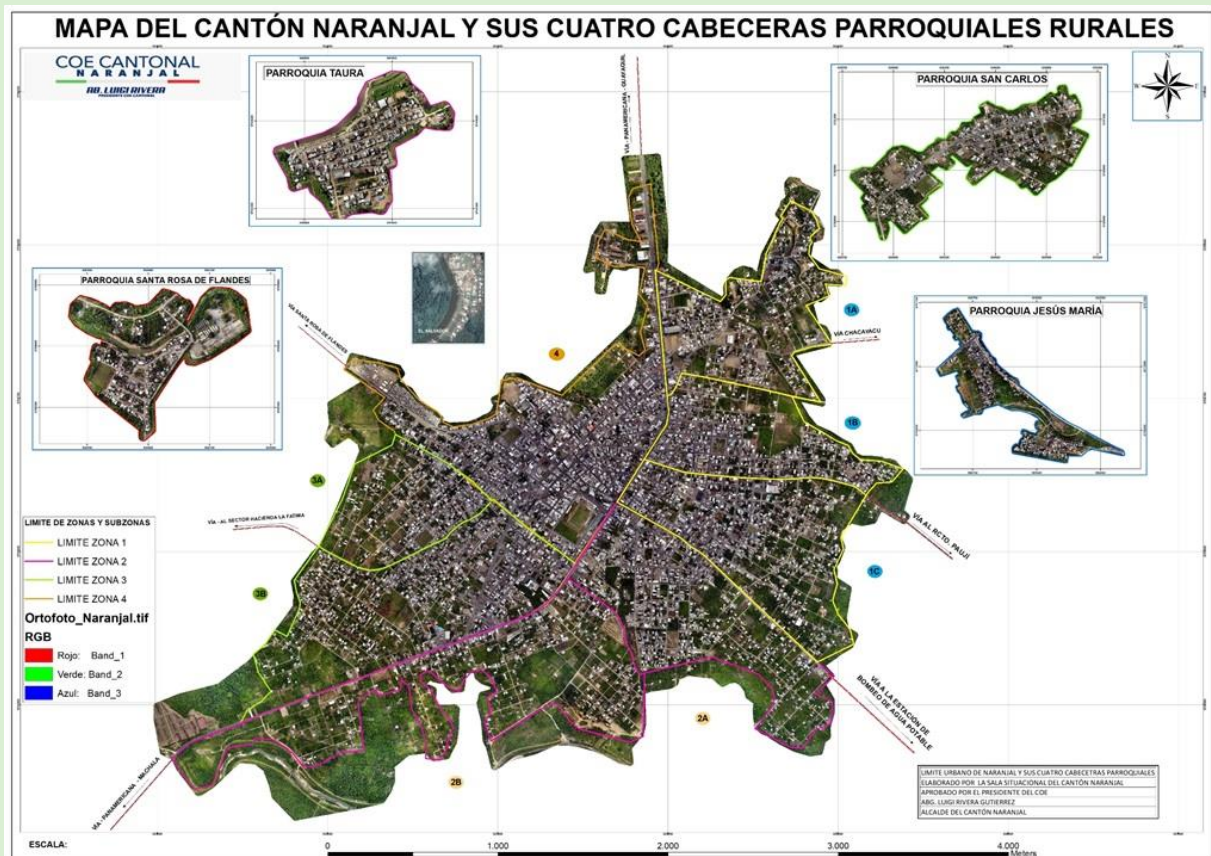 MAPA DEL CANTÓN NARANJAL Y SUS CUATRO CABECERAS PARROQUIALES RURALES
COE CANTONAL
NARANJAL
AB. LUIGI RIVERA
PRESIDENTE COE CANTONAL
PARROQUIA TAURA
VÍA - PANAMERICANA - GUAYAQUIL
PARROQUIA SAN CARLOS
N
W
E
S
PARROQUIA SANTA ROSA DE FLANDES
EL SALVADOR
VÍA SANTA ROSA DE FLANDES
PARROQUIA JESÚS MARÍA
1A
VÍA CHACAYACU
4
1B
3A
VÍA - AL SECTOR HACIENDA LA FATIMA
VÍA AL RCTO. PAUJÍ
1C
3B
LIMITE DE ZONAS Y SUBZONAS
LIMITE ZONA 1
LIMITE ZONA 2
LIMITE ZONA 3
LIMITE ZONA 4
Ortofoto_Naranjal.tif
RGB
Rojo: Band_1
Verde: Band_2
Azul: Band_3
VÍA A LA ESTACIÓN DE
BOMBEO DE AGUA POTABLE
2A
2B
VÍA - PANAMERICANA - MACHALA
LIMITE URBANO DE NARANJAL Y SUS CUATRO CABECETRAS PARROQUIALES
ELABORADO POR: LA SALA SITUACIONAL DEL CANTÓN NARANJAL
APROBADO POR EL PRESIDENTE DEL COE
ABG. LUIGI RIVERA GUTIERREZ
ALCALDE DEL CANTÓN NARANJAL
ESCALA:
0 1.000 2.000 3.000 4.000
Meters